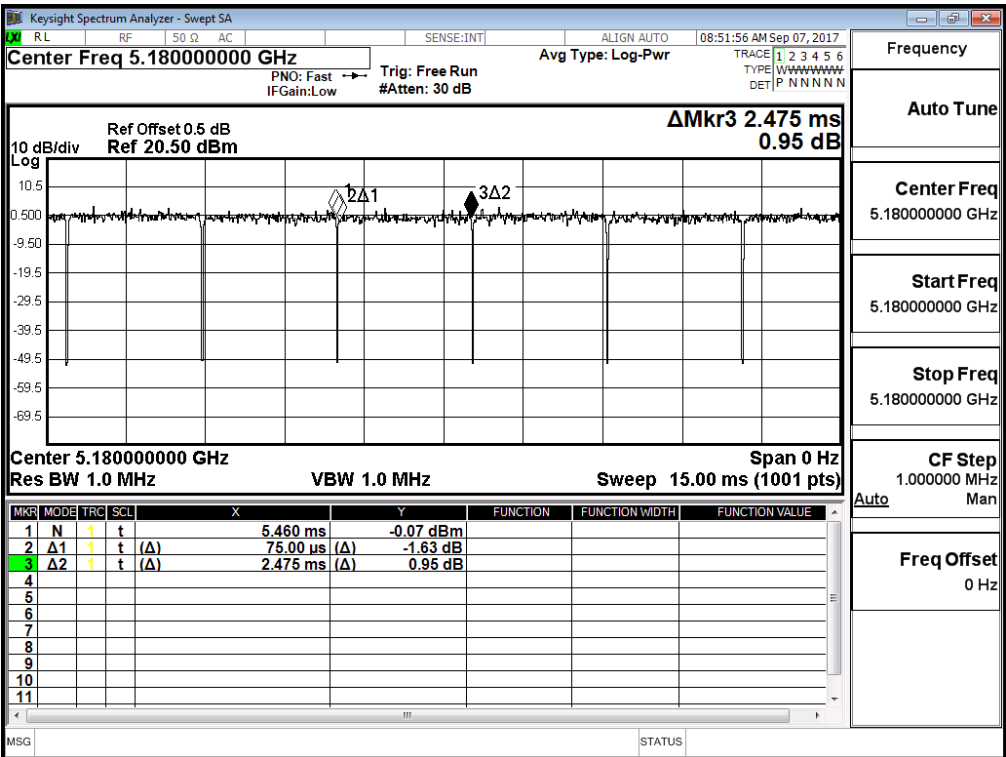 Keysight Spectrum Analyzer - Swept SA
LXI RL RF 50 Ω AC SENSE:INT ALIGN AUTO 08:51:56 AM Sep 07, 2017
Center Freq 5.180000000 GHz
PNO: Fast
IFGain:Low
Trig: Free Run
#Atten: 30 dB
Avg Type: Log-Pwr
TRACE 1 2 3 4 5 6
TYPE WWWWWW
DET P N N N N N
ΔMkr3 2.475 ms
0.95 dB
Ref Offset 0.5 dB
10 dB/div Ref 20.50 dBm
Log
10.5
0.500
-9.50
-19.5
-29.5
-39.5
-49.5
-59.5
-69.5
1
2Δ1
3Δ2
Center 5.180000000 GHz Span 0 Hz
Res BW 1.0 MHz VBW 1.0 MHz Sweep 15.00 ms (1001 pts)
MKR MODE TRC SCL X Y FUNCTION FUNCTION WIDTH FUNCTION VALUE
1 N 1 t 5.460 ms -0.07 dBm
2 Δ1 1 t (Δ) 75.00 µs (Δ) -1.63 dB
3 Δ2 1 t (Δ) 2.475 ms (Δ) 0.95 dB
4
5
6
7
8
9
10
11
MSG STATUS
Frequency
Auto Tune
Center Freq
5.180000000 GHz
Start Freq
5.180000000 GHz
Stop Freq
5.180000000 GHz
CF Step
1.000000 MHz
Auto Man
Freq Offset
0 Hz